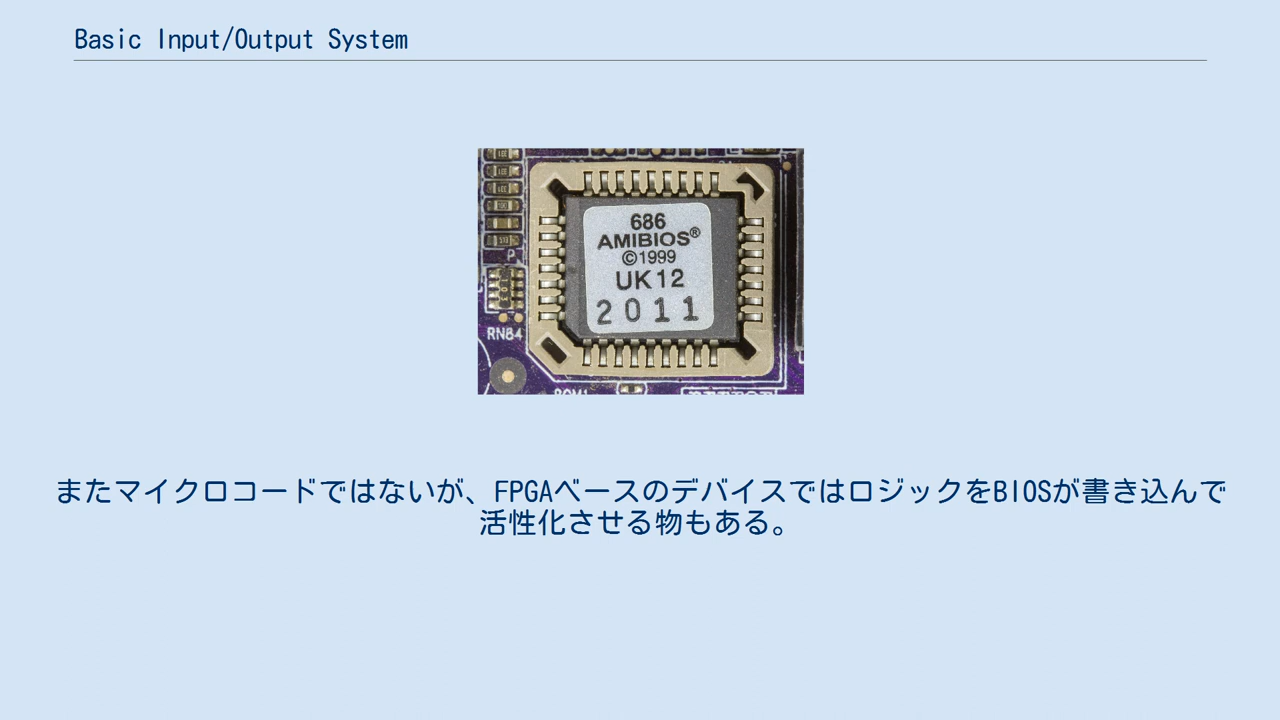 Basic Input/Output System
686
AMIBIOS®
©1999
UK12
2011
RN84
またマイクロコードではないが、FPGAベースのデバイスではロジックをBIOSが書き込んで
活性化させる物もある。